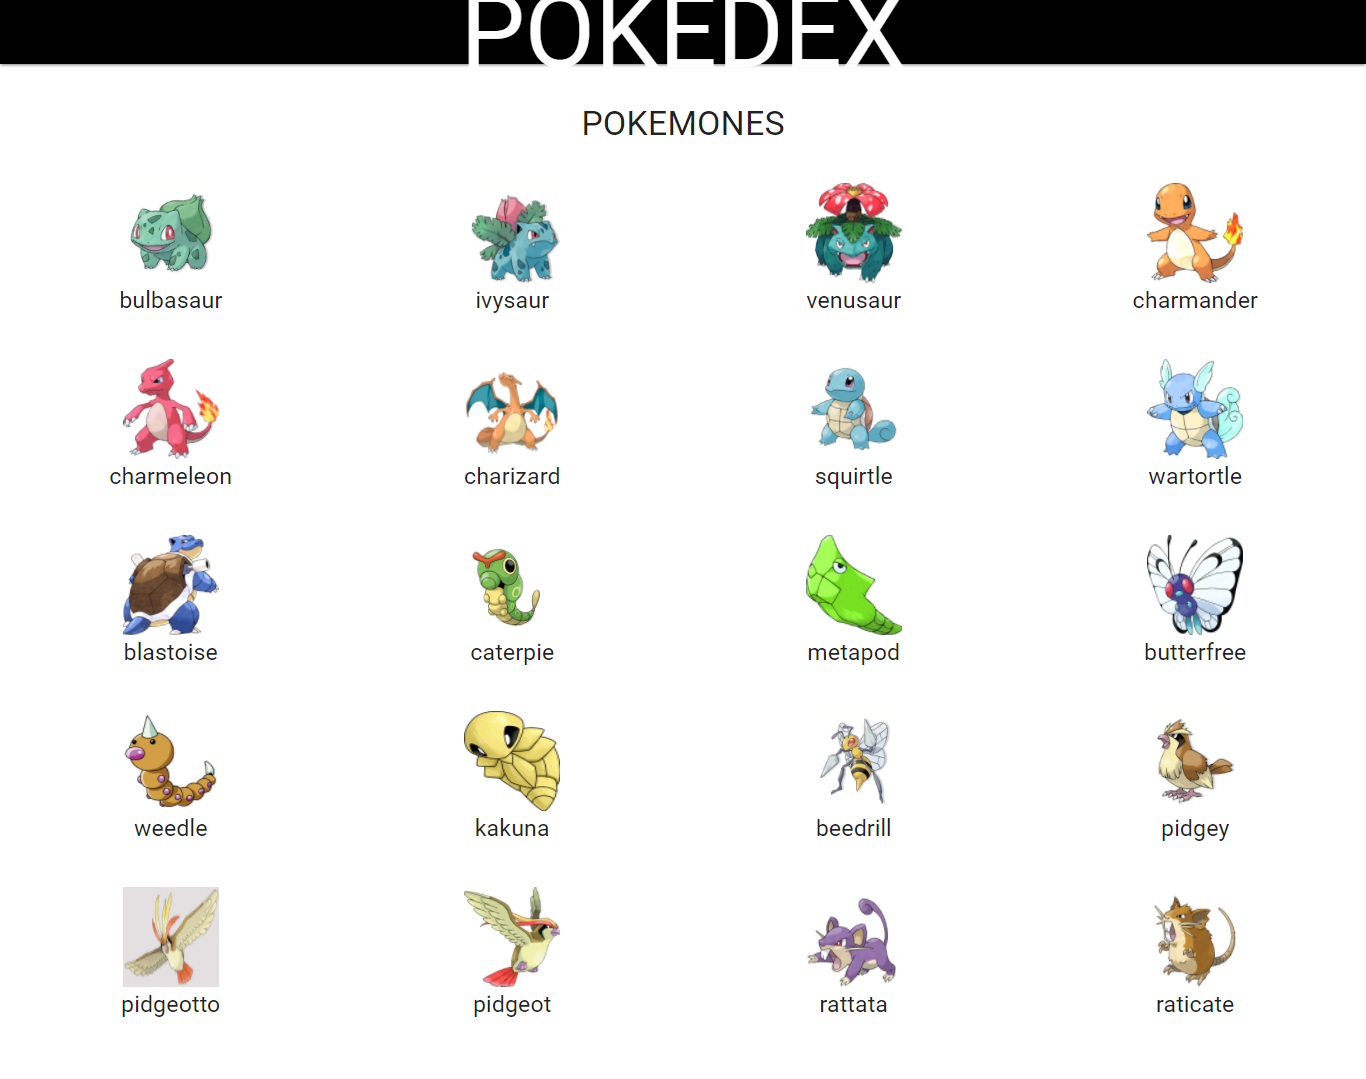 POKEDEX
POKEMONES
bulbasaur ivysaur venusaur charmander
charmeleon charizard squirtle wartortle
blastoise caterpie metapod butterfree
weedle kakuna beedrill pidgey
pidgeotto pidgeot rattata raticate